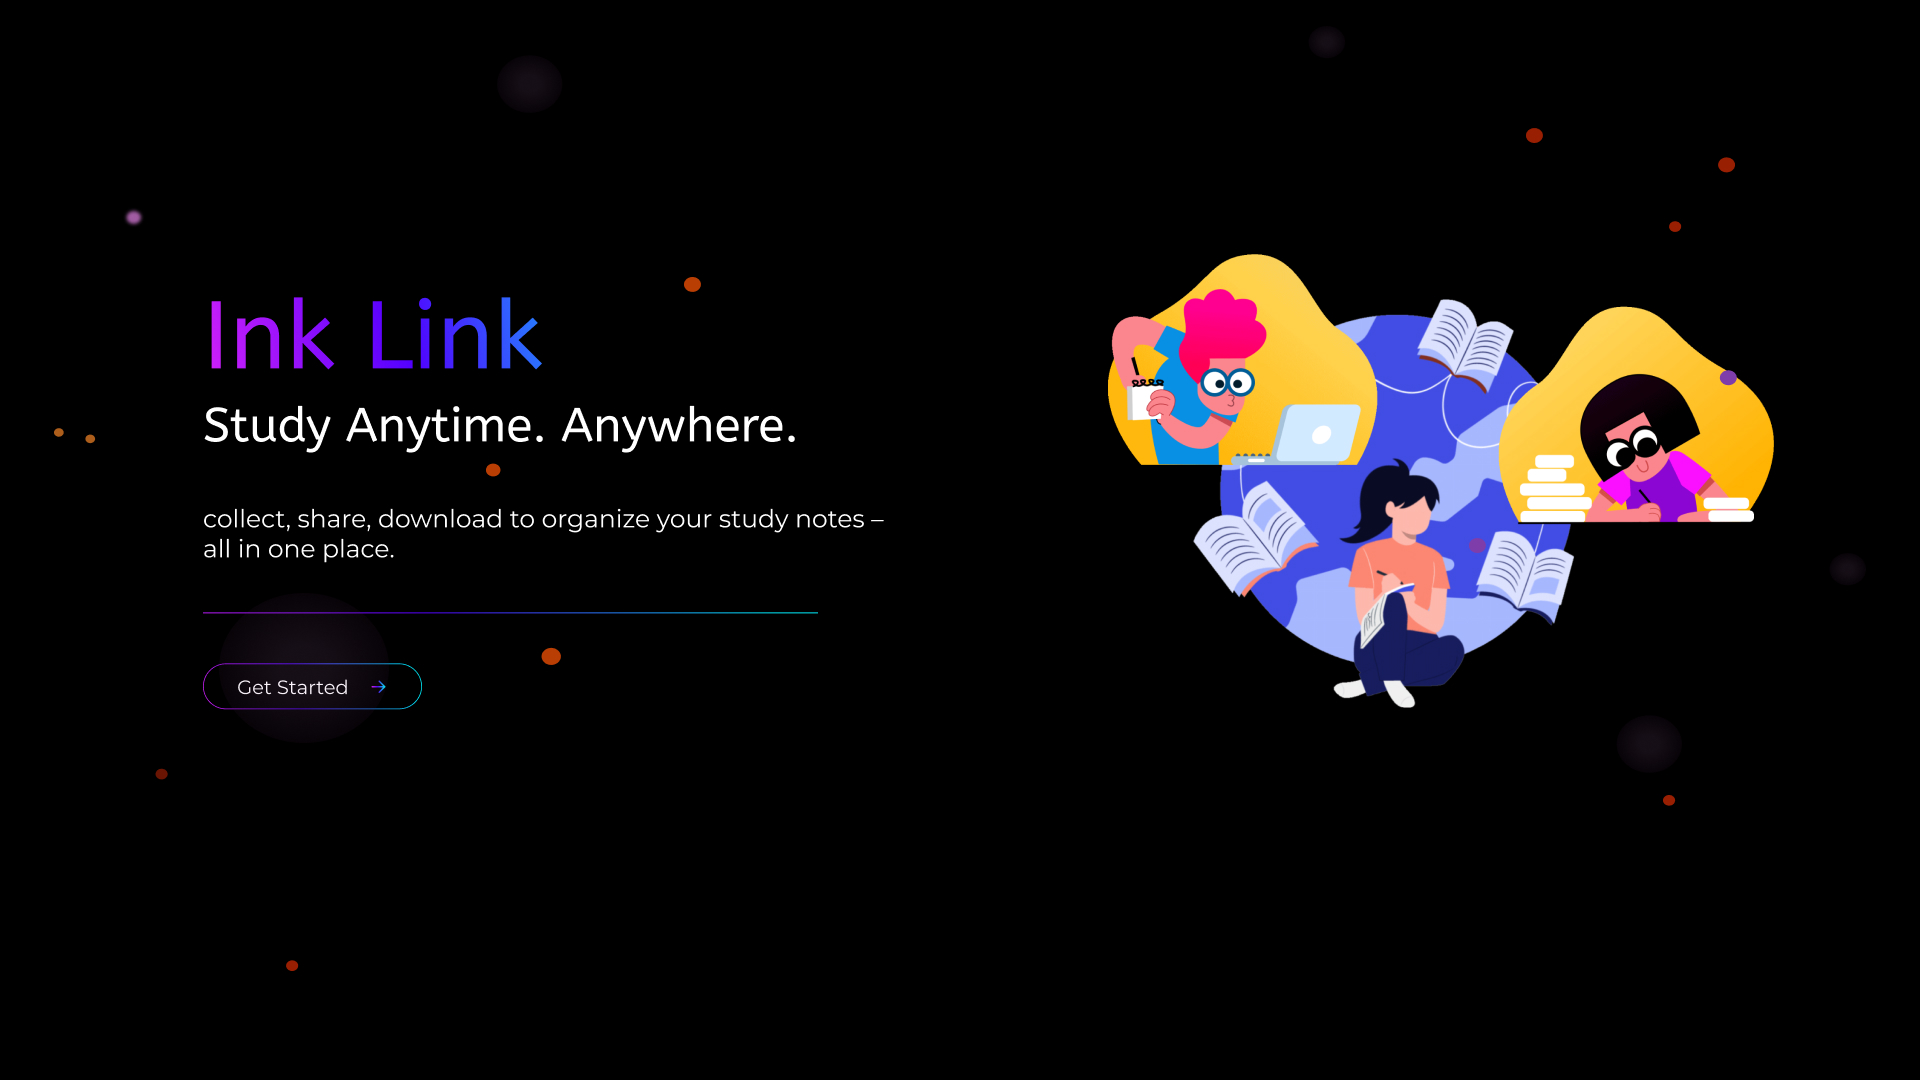 Ink Link
Study Anytime. Anywhere.
collect, share, download to organize your study notes –
all in one place.
Get Started